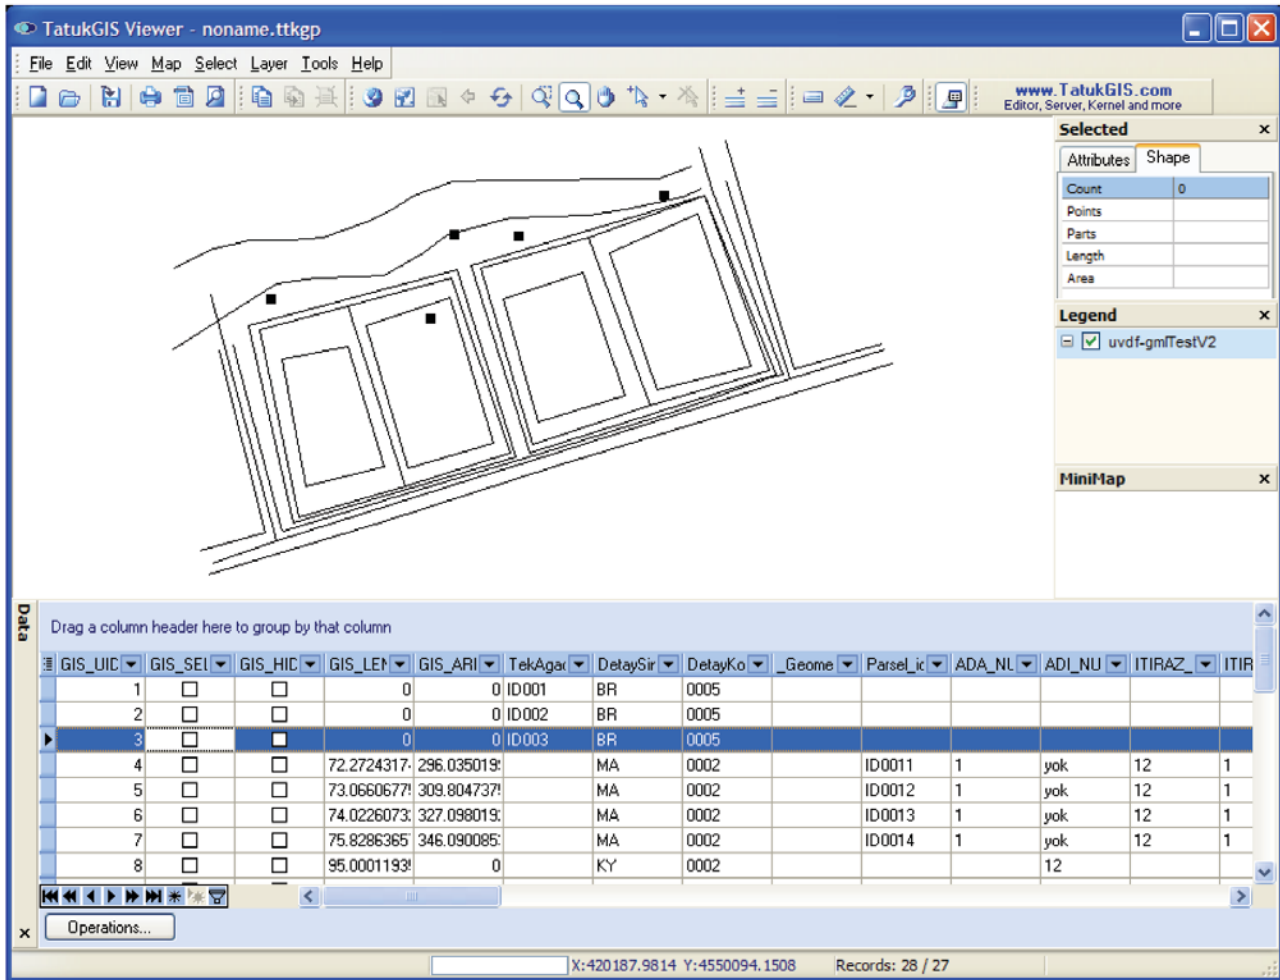 TatukGIS Viewer - noname.ttkgp
File Edit View Map Select Layer Tools Help
www.TatukGIS.com
Editor, Server, Kernel and more
Selected
Attributes Shape
Count 0
Points
Parts
Length
Area
Legend
uvdf-gmlTestV2
MiniMap
Data
Drag a column header here to group by that column
GIS_UID GIS_SEL GIS_HID GIS_LEN GIS_ARI TekAgac DetaySir DetayKo _Geome Parsel_ic ADA_NU ADI_NU ITIRAZ_ ITIR
1 0 0 ID001 BR 0005
2 0 0 ID002 BR 0005
3 0 0 ID003 BR 0005
4 72.2724317 296.035019 MA 0002 ID0011 1 yok 12 1
5 73.0660677 309.804737 MA 0002 ID0012 1 yok 12 1
6 74.0226073 327.098019 MA 0002 ID0013 1 yok 12 1
7 75.8286365 346.090085 MA 0002 ID0014 1 yok 12 1
8 95.0001193 0 KY 0002 12
Operations...
X:420187.9814 Y:4550094.1508 Records: 28 / 27